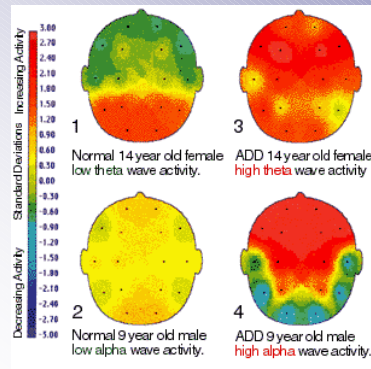 Increasing Activity
Standard Deviations
Decreasing Activity
3.00
2.70
2.40
2.10
1.80
1.50
1.20
0.90
0.60
0.30
0.00
-0.30
-0.60
-0.90
-1.20
-1.50
-1.80
-2.10
-2.40
-2.70
-3.00
1
Normal 14 year old female
low theta wave activity.
3
ADD 14 year old female
high theta wave activity
2
Normal 9 year old male
low alpha wave activity.
4
ADD 9 year old male
high alpha wave activity.